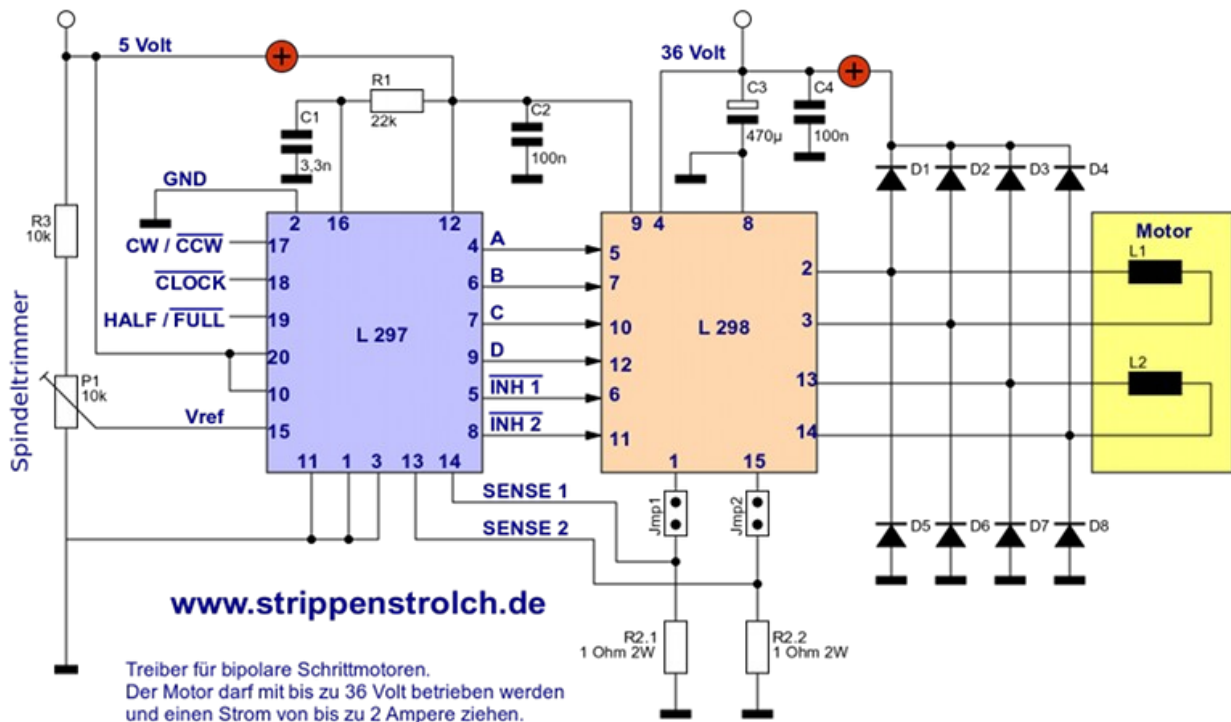 5 Volt
36 Volt
R1
22k
C1
3,3n
C2
100n
C3
470µ
C4
100n
GND
R3
10k
CW / C̅C̅W̅
C̅L̅O̅C̅K̅
HALF / F̅U̅L̅L̅
2
16
12
17
18
19
20
10
15
L 297
4
6
7
9
5
8
11
1
3
13
14
A
B
C
D
I̅N̅H̅ ̅1̅
I̅N̅H̅ ̅2̅
9
4
8
5
7
10
12
6
11
L 298
2
3
13
14
1
15
D1
D2
D3
D4
Motor
L1
L2
Spindeltrimmer
P1
10k
Vref
SENSE 1
SENSE 2
Jmp1
Jmp2
D5
D6
D7
D8
www.strippenstrolch.de
R2.1
1 Ohm 2W
R2.2
1 Ohm 2W
Treiber für bipolare Schrittmotoren.
Der Motor darf mit bis zu 36 Volt betrieben werden
und einen Strom von bis zu 2 Ampere ziehen.